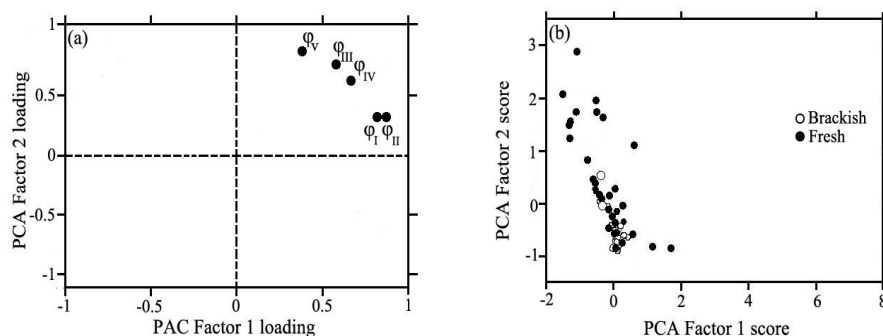 (a)
1
0.5
0
-0.5
-1
-1
-0.5
0
0.5
1
PCA Factor 2 loading
PAC Factor 1 loading
φV
φIII
φIV
φI
φII
(b)
3
2
1
0
-1
-2
0
2
4
6
8
PCA Factor 2 score
PCA Factor 1 score
Brackish
Fresh